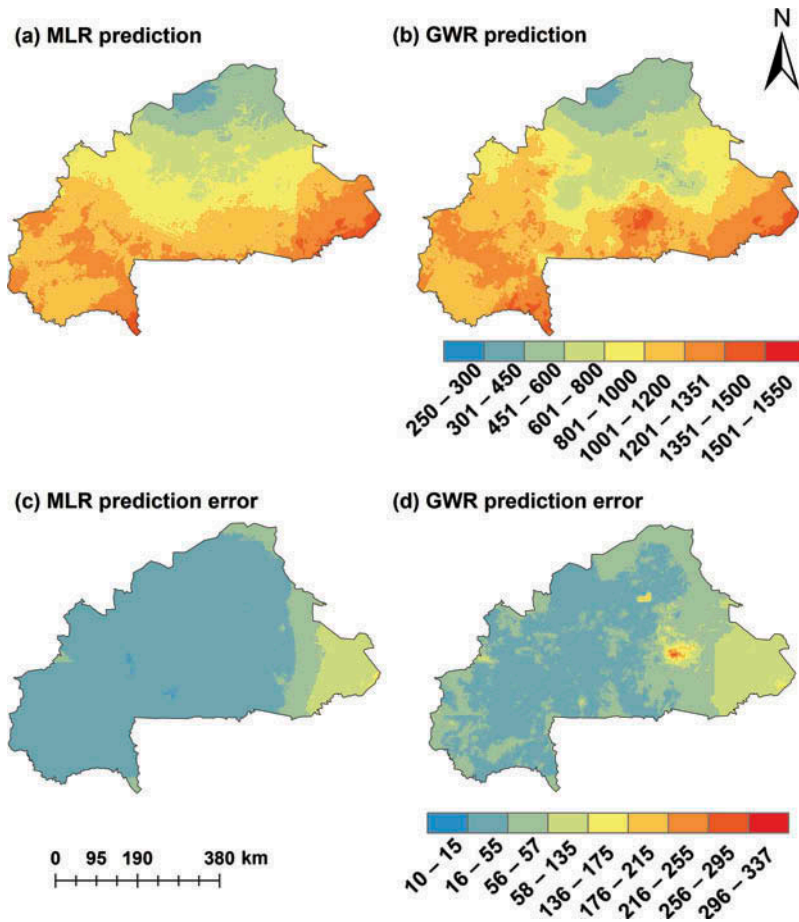 (a) MLR prediction
(b) GWR prediction
N
250 – 300
301 – 450
451 – 600
601 – 800
801 – 1000
1001 – 1200
1201 – 1351
1351 – 1500
1501 – 1550
(c) MLR prediction error
(d) GWR prediction error
0 95 190 380 km
10 – 15
16 – 55
56 – 57
58 – 135
136 – 175
176 – 215
216 – 255
256 – 295
296 – 337